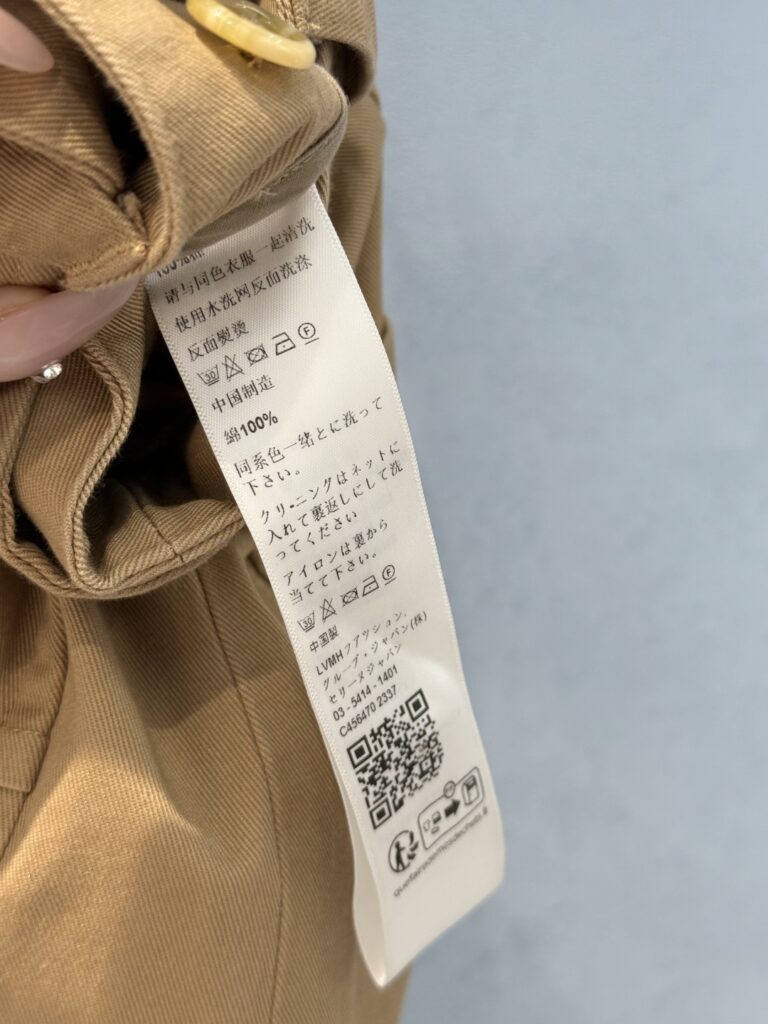 100%棉
请与同色衣服一起清洗
使用水洗网反面洗涤
反面熨烫
30 F
中国制造
綿100%
同系色一緒とに洗って
下さい。
クリ-ニングはネットに
入れて裏返しにして洗
ってください
アイロンは裏から
当てて下さい。
30 F
中国製
LVMHファッション.
グループ・ジャパン(株)
セリーヌジャパン
03 - 5414 - 1401
C456470 2337
quefairedemesdechets.fr